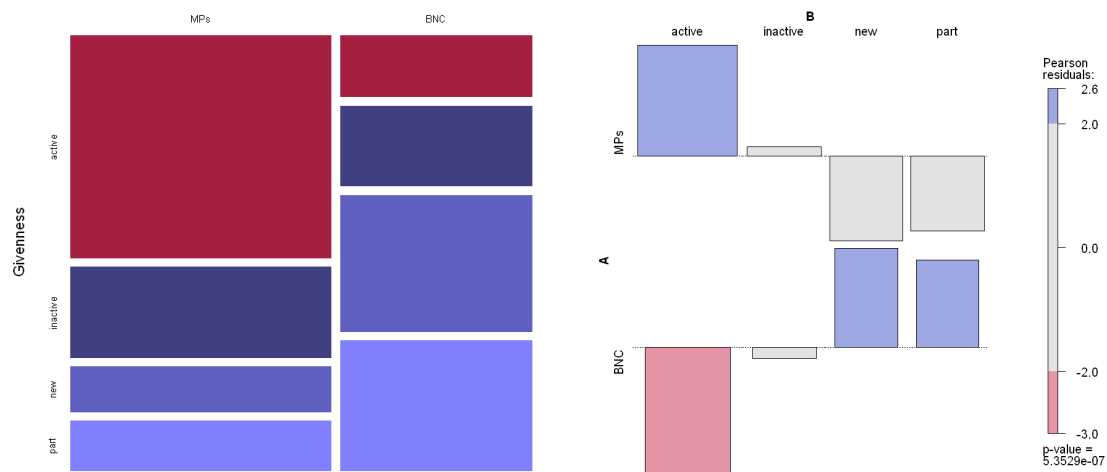 MPs
BNC
Givenness
active
inactive
new
part
B
active
inactive
new
part
A
MPs
BNC
Pearson
residuals:
2.6
2.0
0.0
-2.0
-3.0
p-value =
5.3529e-07